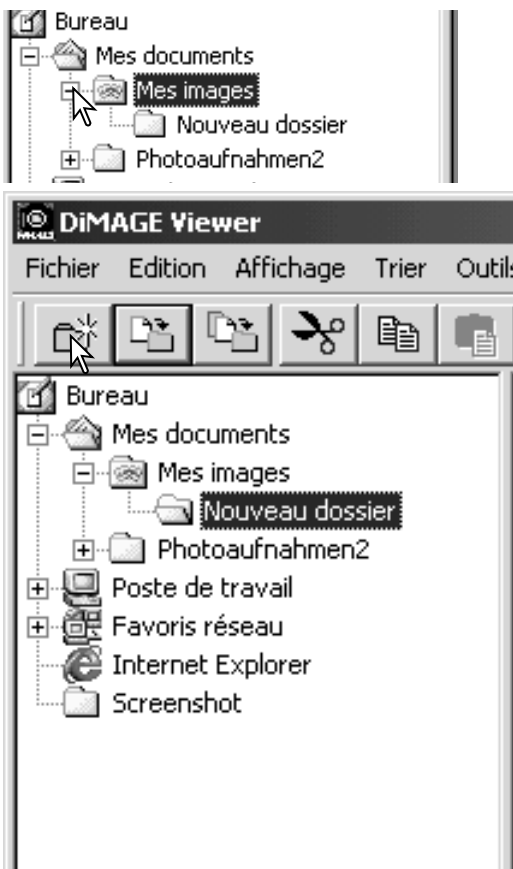 Bureau
Mes documents
Mes images
Nouveau dossier
Photoaufnahmen2
DiMAGE Viewer
Fichier Edition Affichage Trier Outils
Bureau
Mes documents
Mes images
Nouveau dossier
Photoaufnahmen2
Poste de travail
Favoris réseau
Internet Explorer
Screenshot